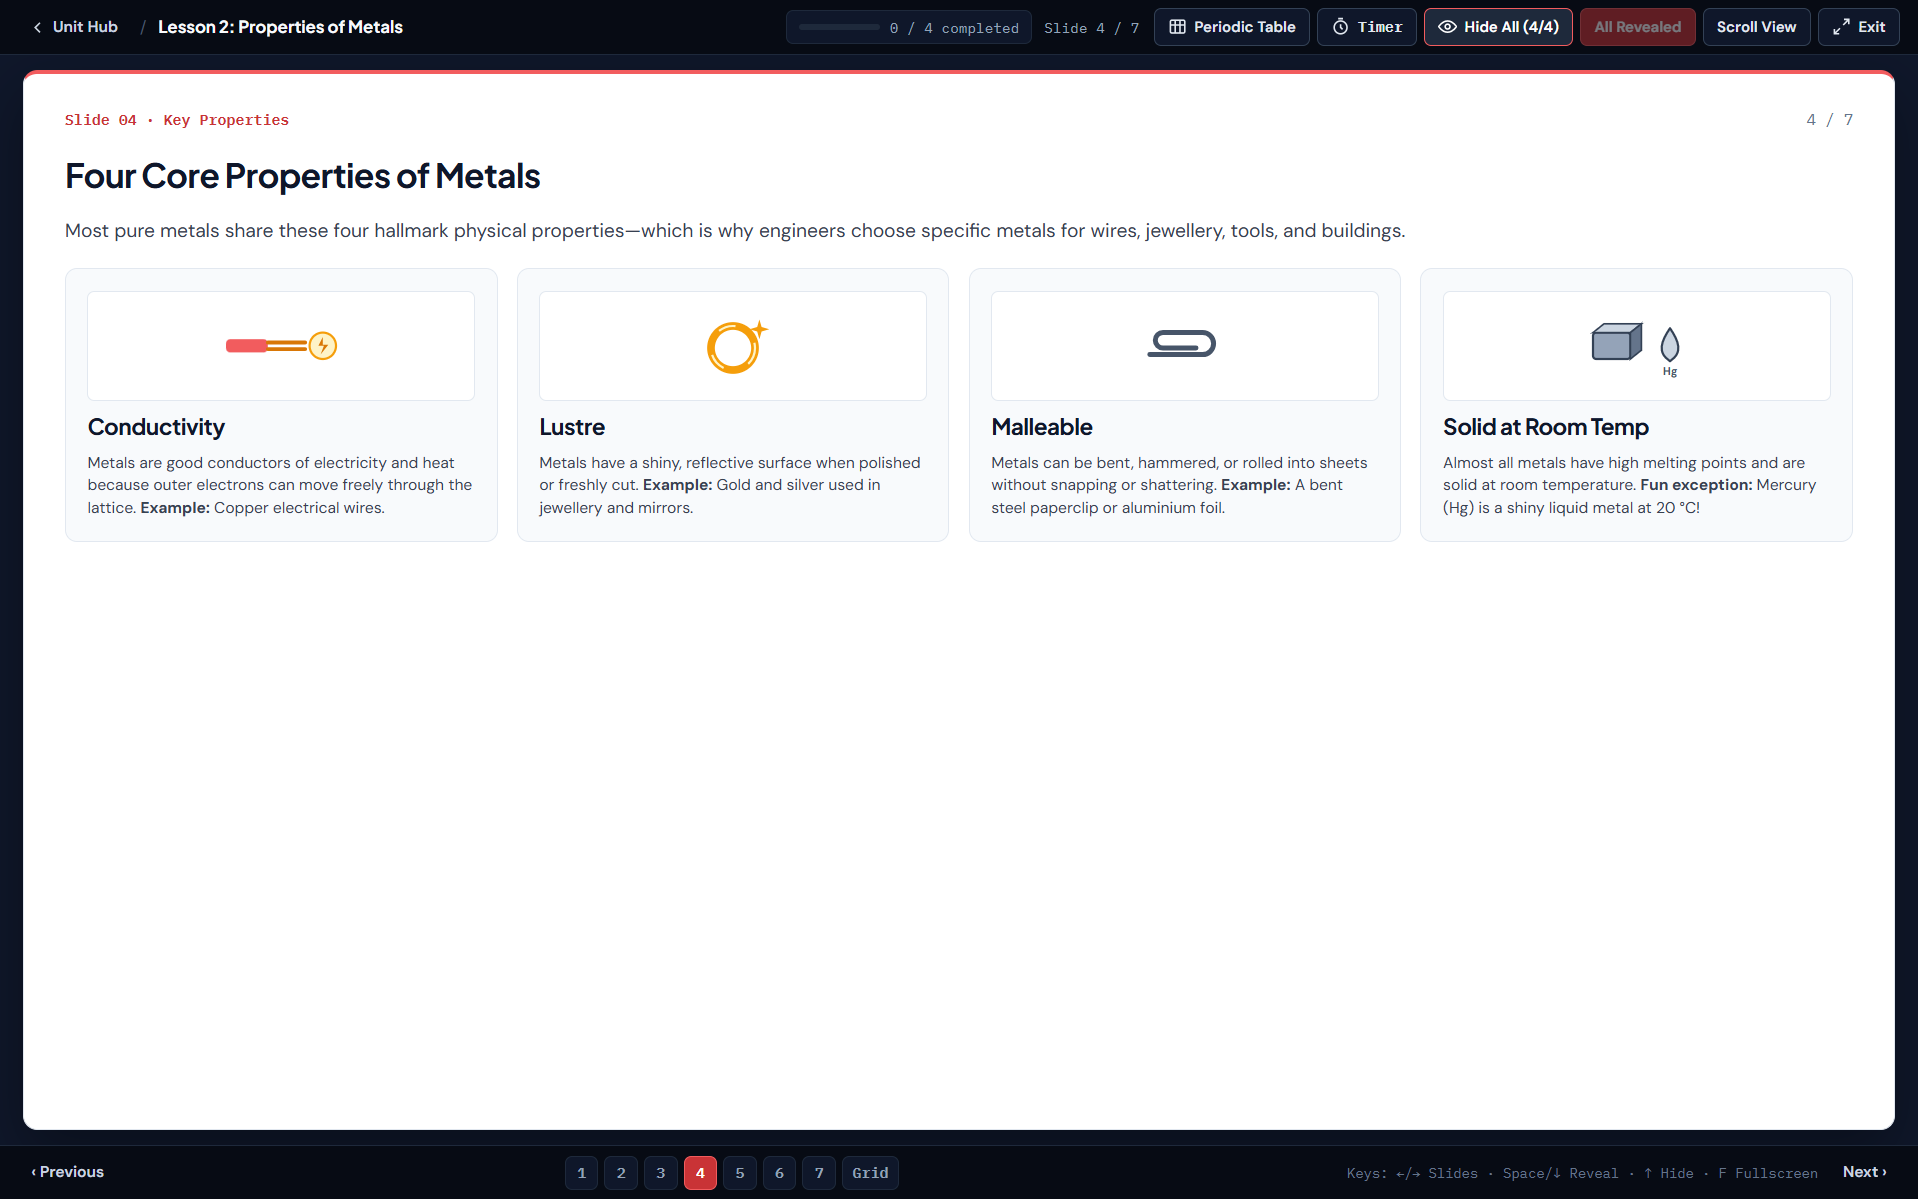 ‹ Unit Hub / Lesson 2: Properties of Metals
0 / 4 completed
Slide 4 / 7
Periodic Table
Timer
Hide All (4/4)
All Revealed
Scroll View
Exit
Slide 04 · Key Properties
4 / 7
Four Core Properties of Metals
Most pure metals share these four hallmark physical properties—which is why engineers choose specific metals for wires, jewellery, tools, and buildings.
Conductivity
Metals are good conductors of electricity and heat
because outer electrons can move freely through the
lattice. Example: Copper electrical wires.
Lustre
Metals have a shiny, reflective surface when polished
or freshly cut. Example: Gold and silver used in
jewellery and mirrors.
Malleable
Metals can be bent, hammered, or rolled into sheets
without snapping or shattering. Example: A bent
steel paperclip or aluminium foil.
Hg
Solid at Room Temp
Almost all metals have high melting points and are
solid at room temperature. Fun exception: Mercury
(Hg) is a shiny liquid metal at 20 °C!
‹ Previous
1 2 3 4 5 6 7 Grid
Keys: ←/→ Slides · Space/↓ Reveal · ↑ Hide · F Fullscreen
Next ›